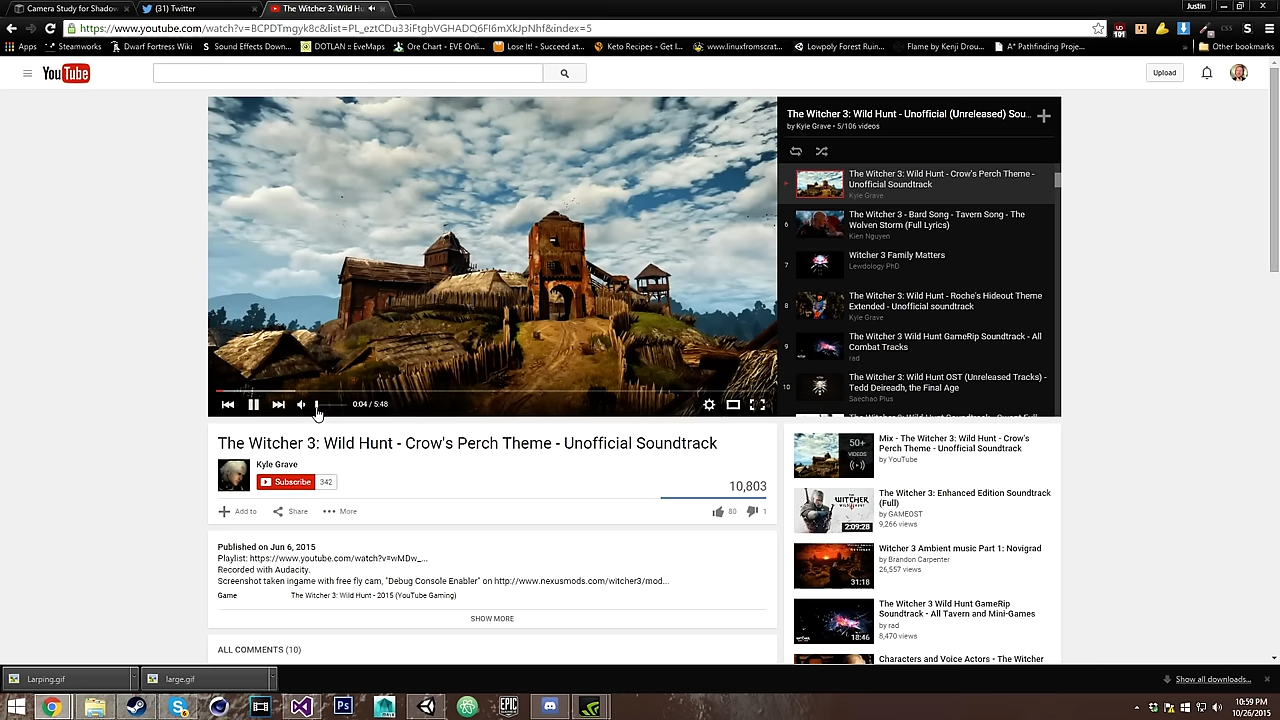 Camera Study for Shadow
(31) Twitter
The Witcher 3: Wild Hu
Justin
https://www.youtube.com/watch?v=BCPDTmgyk8c&list=PL_eztCDu33iFtgbVGHADQ6FI6mXkJpNhf&index=5
Apps
Steamworks
Dwarf Fortress Wiki
Sound Effects Down...
DOTLAN :: EveMaps
Ore Chart - EVE Onli...
Lose It! - Succeed at...
Keto Recipes - Get I...
www.linuxfromscrat...
Lowpoly Forest Ruin...
Flame by Kenji Drou...
A* Pathfinding Proje...
Other bookmarks
YouTube
Upload
The Witcher 3: Wild Hunt - Unofficial (Unreleased) Sou...
by Kyle Grave • 5/106 videos
The Witcher 3: Wild Hunt - Crow's Perch Theme -
Unofficial Soundtrack
Kyle Grave
6
The Witcher 3 - Bard Song - Tavern Song - The
Wolven Storm (Full Lyrics)
Kien Nguyen
7
Witcher 3 Family Matters
Lewdology PhD
8
The Witcher 3: Wild Hunt - Roche's Hideout Theme
Extended - Unofficial soundtrack
Kyle Grave
9
The Witcher 3 Wild Hunt GameRip Soundtrack - All
Combat Tracks
rad
10
The Witcher 3: Wild Hunt OST (Unreleased Tracks) -
Tedd Deireadh, the Final Age
Saechao Plus
0:04 / 5:48
The Witcher 3: Wild Hunt - Crow's Perch Theme - Unofficial Soundtrack
Kyle Grave
Subscribe 342
10,803
Add to
Share
More
80
1
Published on Jun 6, 2015
Playlist: https://www.youtube.com/watch?v=wMDw_...
Recorded with Audacity.
Screenshot taken ingame with free fly cam, "Debug Console Enabler" on http://www.nexusmods.com/witcher3/mod...
Game The Witcher 3: Wild Hunt - 2015 (YouTube Gaming)
SHOW MORE
ALL COMMENTS (10)
50+
VIDEOS
Mix - The Witcher 3: Wild Hunt - Crow's
Perch Theme - Unofficial Soundtrack
by YouTube
THE WITCHER
WILD HUNT
2:09:28
The Witcher 3: Enhanced Edition Soundtrack
(Full)
by GAMEOST
9,266 views
31:18
Witcher 3 Ambient music Part 1: Novigrad
by Brandon Carpenter
26,557 views
18:46
The Witcher 3 Wild Hunt GameRip
Soundtrack - All Tavern and Mini-Games
by rad
8,470 views
Characters and Voice Actors - The Witcher
Larping.gif
large.gif
Show all downloads...
Ps
EPIC
GAMES
10:59 PM
10/26/2015